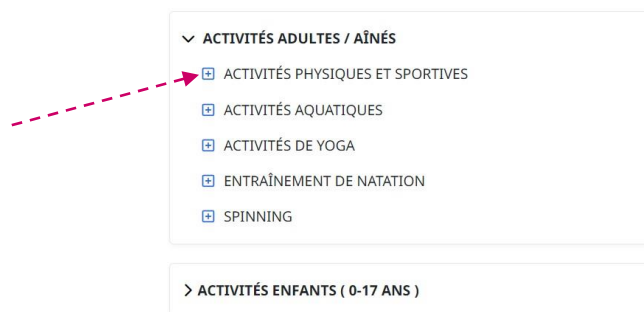 ACTIVITÉS ADULTES / AÎNÉS
ACTIVITÉS PHYSIQUES ET SPORTIVES
ACTIVITÉS AQUATIQUES
ACTIVITÉS DE YOGA
ENTRAÎNEMENT DE NATATION
SPINNING
ACTIVITÉS ENFANTS ( 0-17 ANS )